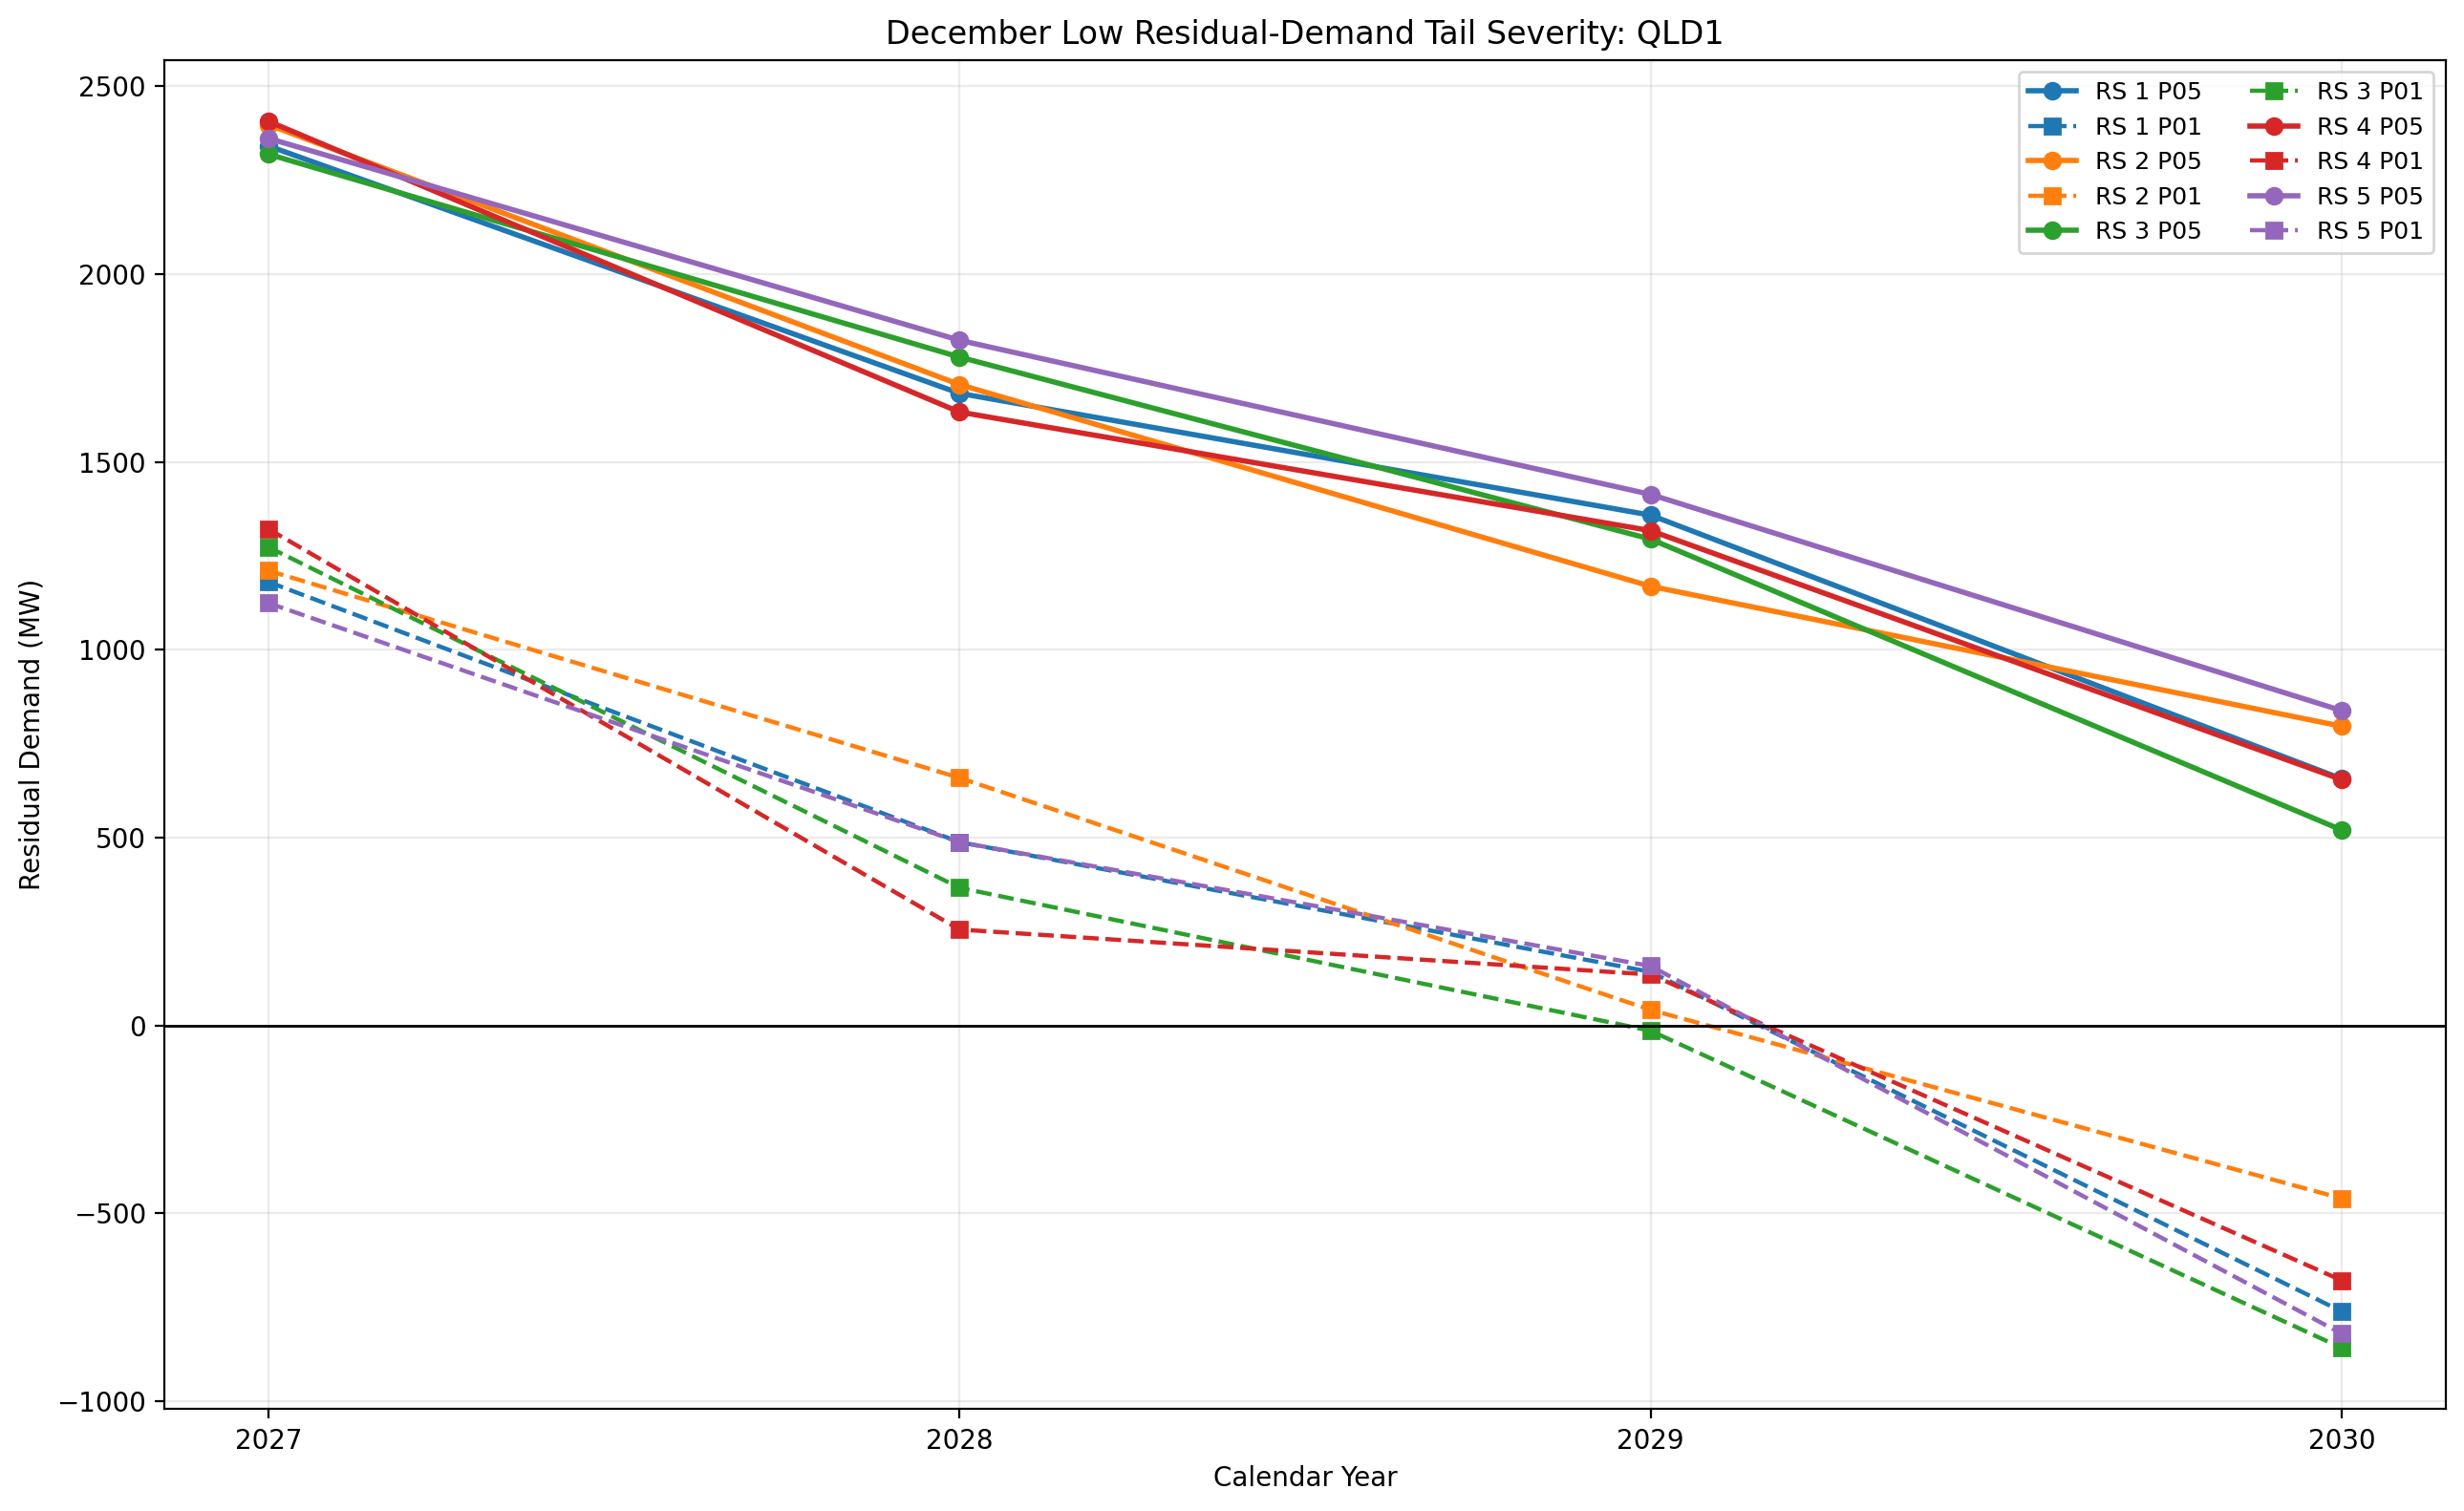 December Low Residual-Demand Tail Severity: QLD1
Residual Demand (MW)
2500
2000
1500
1000
500
0
−500
−1000
RS 1 P05
RS 1 P01
RS 2 P05
RS 2 P01
RS 3 P05
RS 3 P01
RS 4 P05
RS 4 P01
RS 5 P05
RS 5 P01
2027
2028
2029
2030
Calendar Year